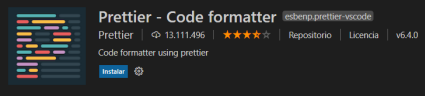 Prettier - Code formatter esbenp.prettier-vscode
Prettier 13.111.496 Repositorio Licencia v6.4.0
Code formatter using prettier
Instalar